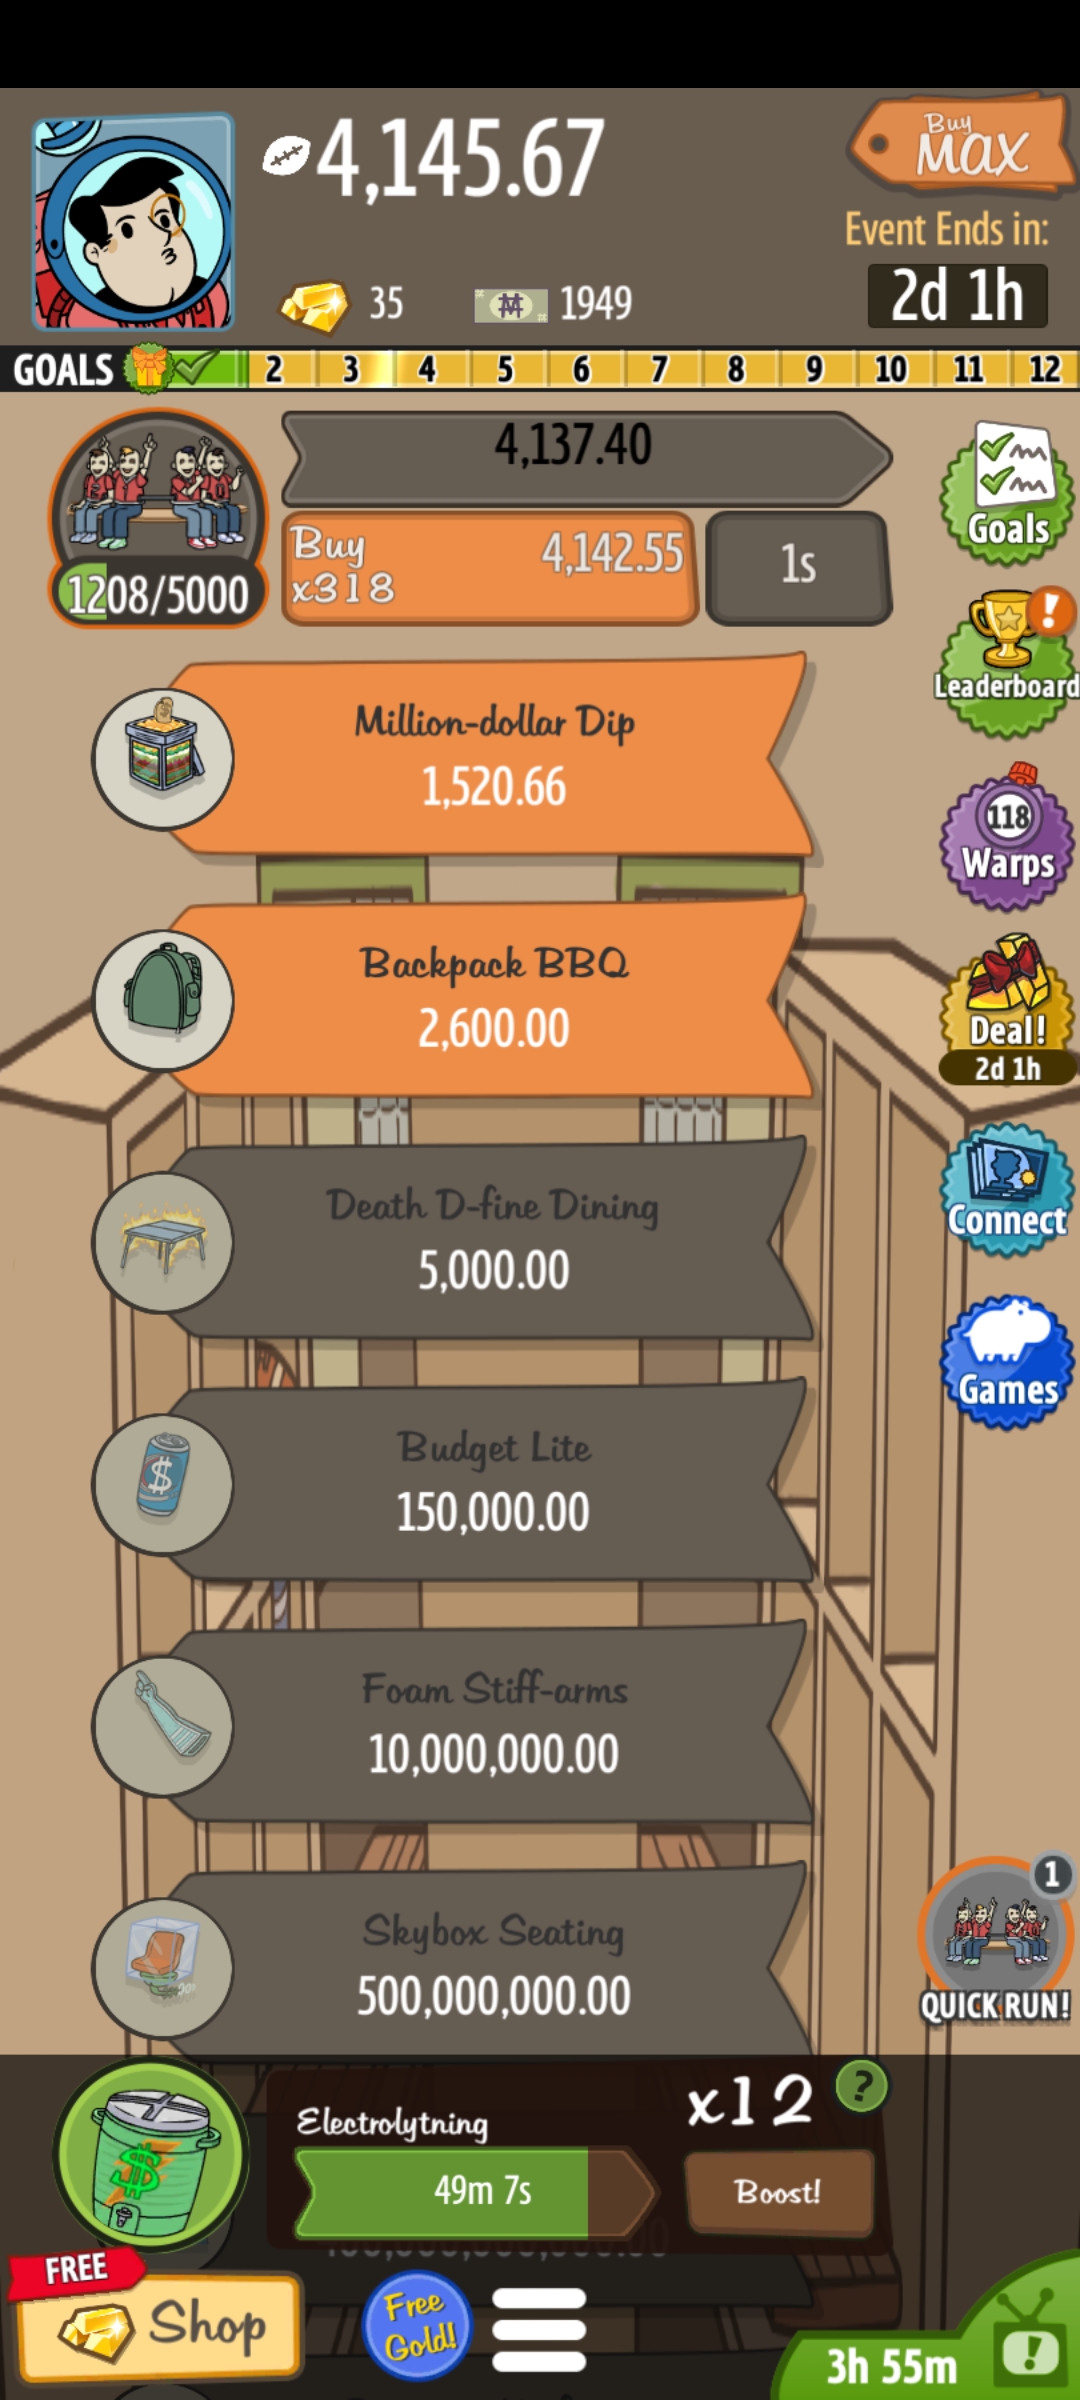 4,145.67
Buy
MAX
Event Ends in:
2d 1h
35
1949
GOALS 2 3 4 5 6 7 8 9 10 11 12
4,137.40
Buy
x318
4,142.55
1s
1208/5000
Goals
Leaderboard
118
Warps
Deal!
2d 1h
Connect
Games
Million-dollar Dip
1,520.66
Backpack BBQ
2,600.00
Death D-fine Dining
5,000.00
Budget Lite
150,000.00
Foam Stiff-arms
10,000,000.00
Skybox Seating
500,000,000.00
1
QUICK RUN!
Electrolytning
x12
?
49m 7s
Boost!
FREE
Shop
Free
Gold!
3h 55m